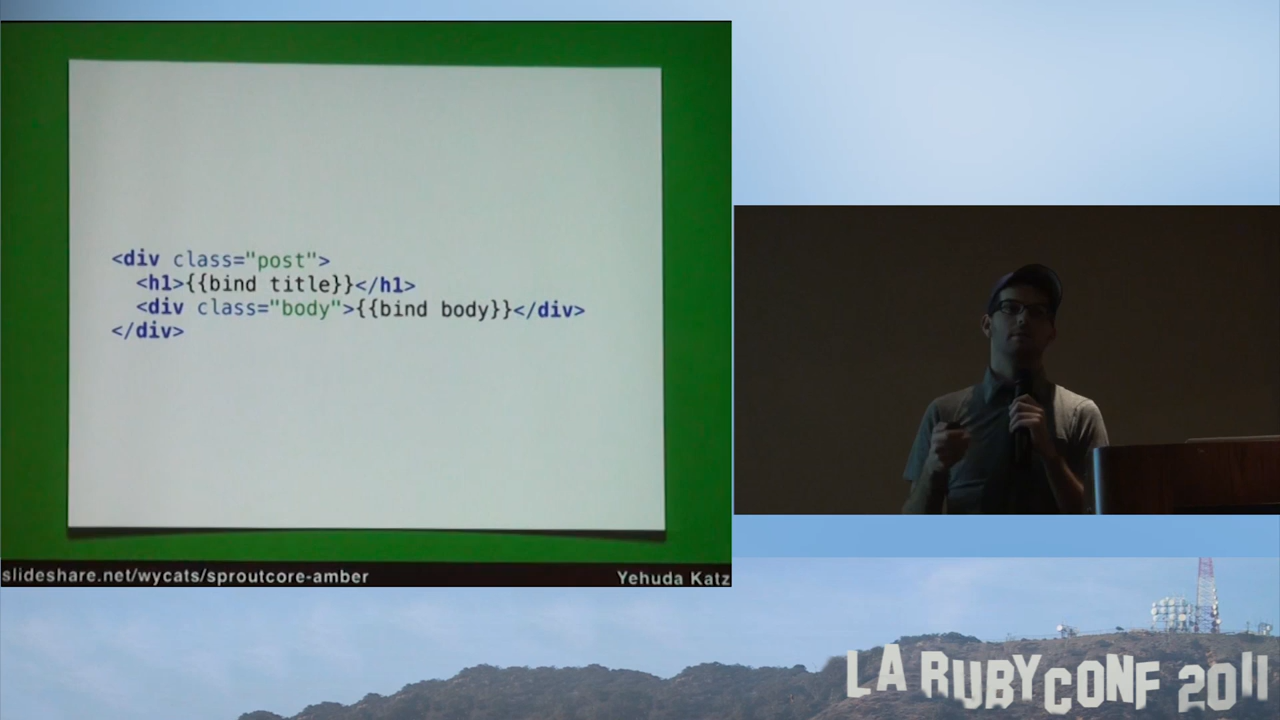 <div class="post">
  <h1>{{bind title}}</h1>
  <div class="body">{{bind body}}</div>
</div>
slideshare.net/wycats/sproutcore-amber
Yehuda Katz
LA RUBYCONF 2011